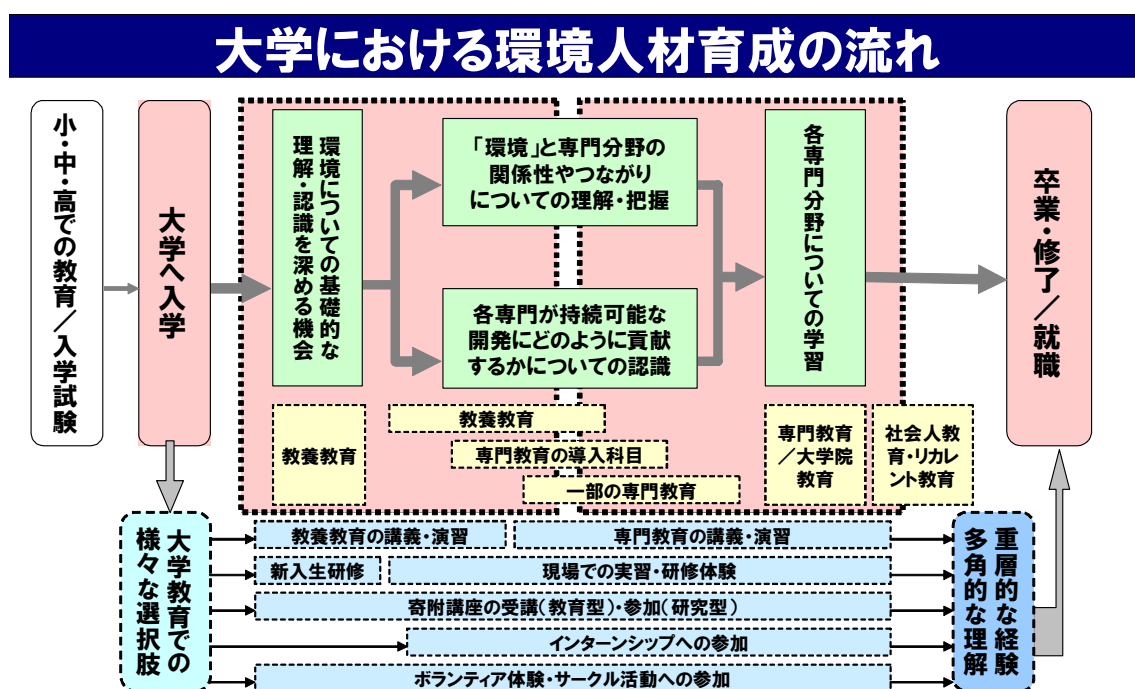 大学における環境人材育成の流れ
小・中・高での教育／入学試験
大学へ入学
環境についての基礎的な
理解・認識を深める機会
「環境」と専門分野の
関係性やつながり
についての理解・把握
各専門が持続可能な
開発にどのように貢献
するかについての認識
各専門分野についての学習
卒業・修了／就職
教養教育
教養教育
専門教育の導入科目
一部の専門教育
専門教育
／大学院
教育
社会人教
育・リカレ
ント教育
大学教育での
様々な選択肢
教養教育の講義・演習
専門教育の講義・演習
新入生研修
現場での実習・研修体験
寄附講座の受講（教育型）・参加（研究型）
インターンシップへの参加
ボランティア体験・サークル活動への参加
重層的な経験
多角的な理解